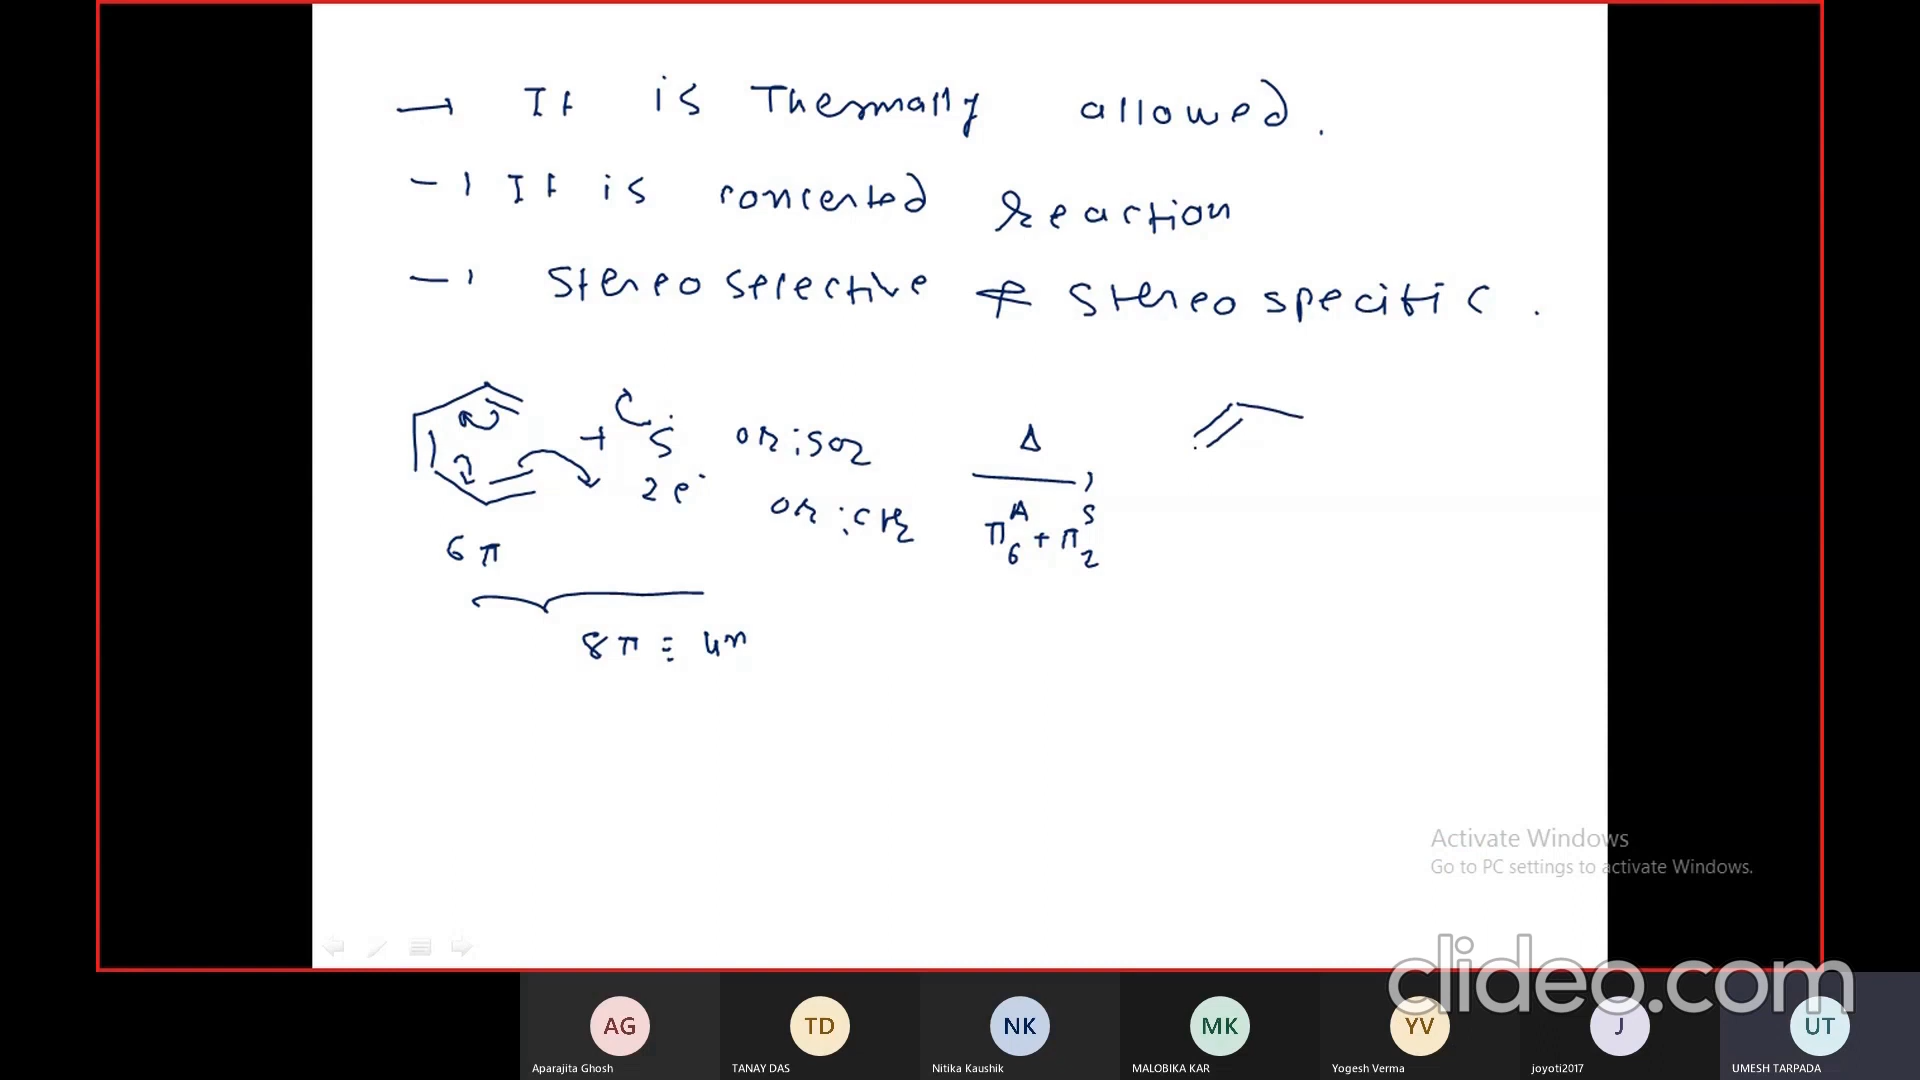 → It is Thermally allowed.
→ It is concerted Reaction
→ Stereo selective & Stereo specific.
+ S or :SO2 Δ
2e- or :CH2 π6A + π2S
6π
8π ≡ 4n
Activate Windows
Go to PC settings to activate Windows.
clideo.com
AG TD NK MK YV J UT
Aparajita Ghosh TANAY DAS Nitika Kaushik MALOBIKA KAR Yogesh Verma joyoti2017 UMESH TARPADA